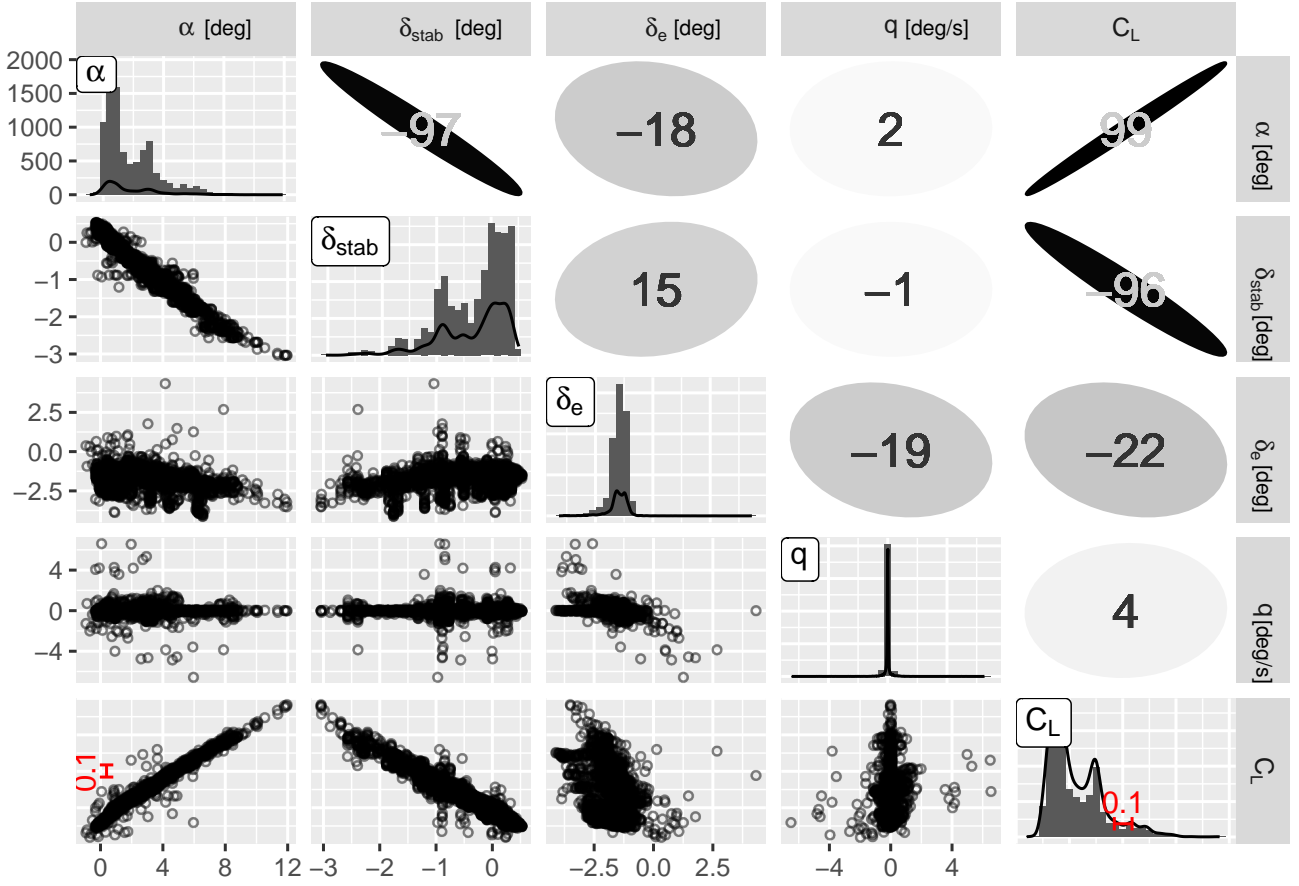 α [deg] δstab [deg] δe [deg] q [deg/s] CL
2000
1500
1000
500
0
α
−97
−18
2
99
α [deg]
0
−1
−2
−3
δstab
15
−1
−96
δstab [deg]
2.5
0.0
−2.5
δe
−19
−22
δe [deg]
4
0
−4
q
4
q [deg/s]
0.1
CL
0.1
CL
0 4 8 12 −3 −2 −1 0 −2.5 0.0 2.5 −4 0 4